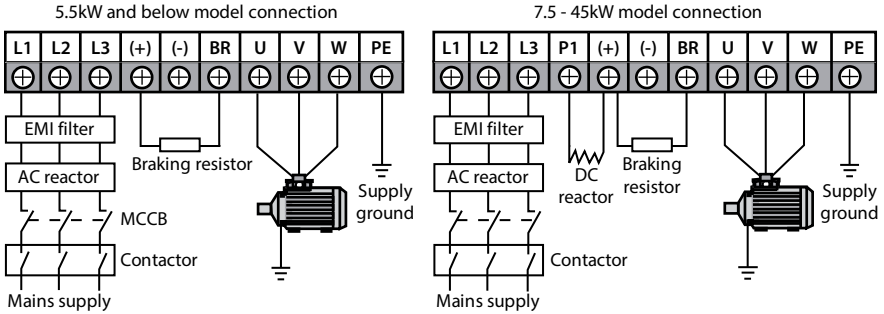 5.5kW and below model connection
L1 L2 L3 (+) (-) BR U V W PE
EMI filter
AC reactor
MCCB
Contactor
Mains supply
Braking resistor
Supply
ground
7.5 - 45kW model connection
L1 L2 L3 P1 (+) (-) BR U V W PE
EMI filter
AC reactor
Contactor
Mains supply
DC
reactor
Braking
resistor
Supply
ground